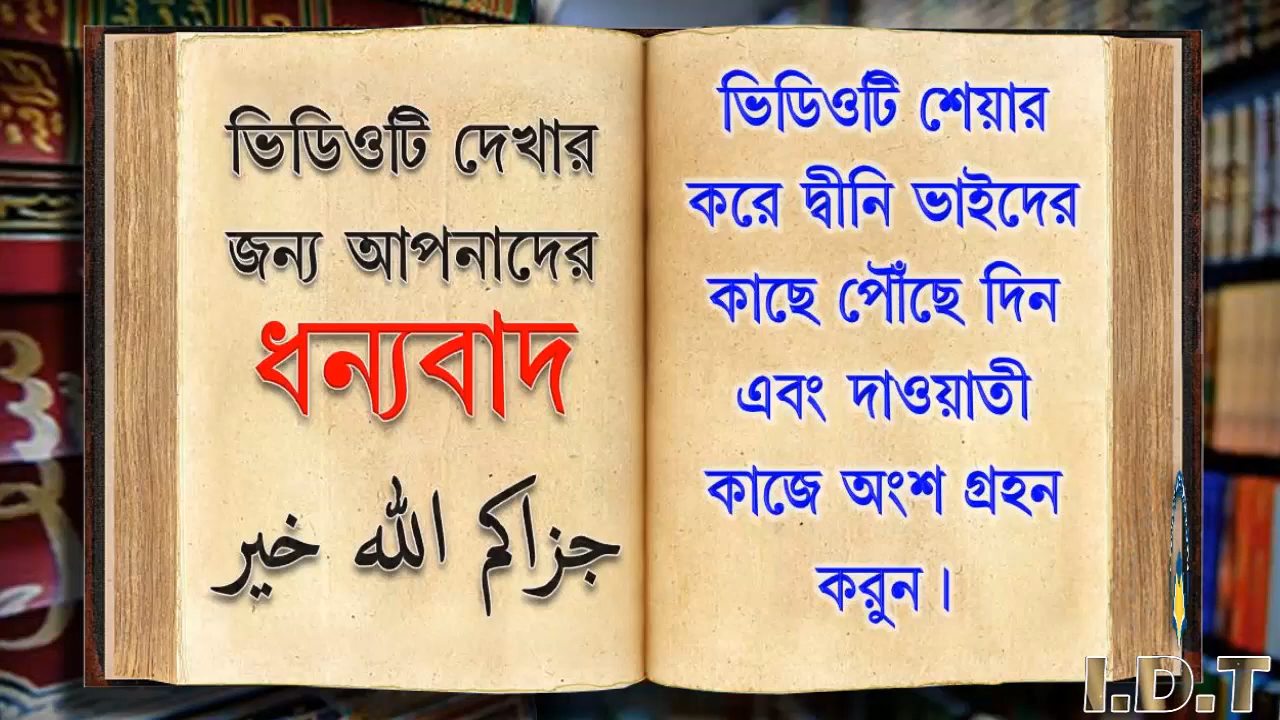 ভিডিওটি দেখার
জন্য আপনাদের
ধন্যবাদ
جزاكم الله خير
ভিডিওটি শেয়ার
করে দ্বীনি ভাইদের
কাছে পৌঁছে দিন
এবং দাওয়াতী
কাজে অংশ গ্রহন
করুন।
I.D.T